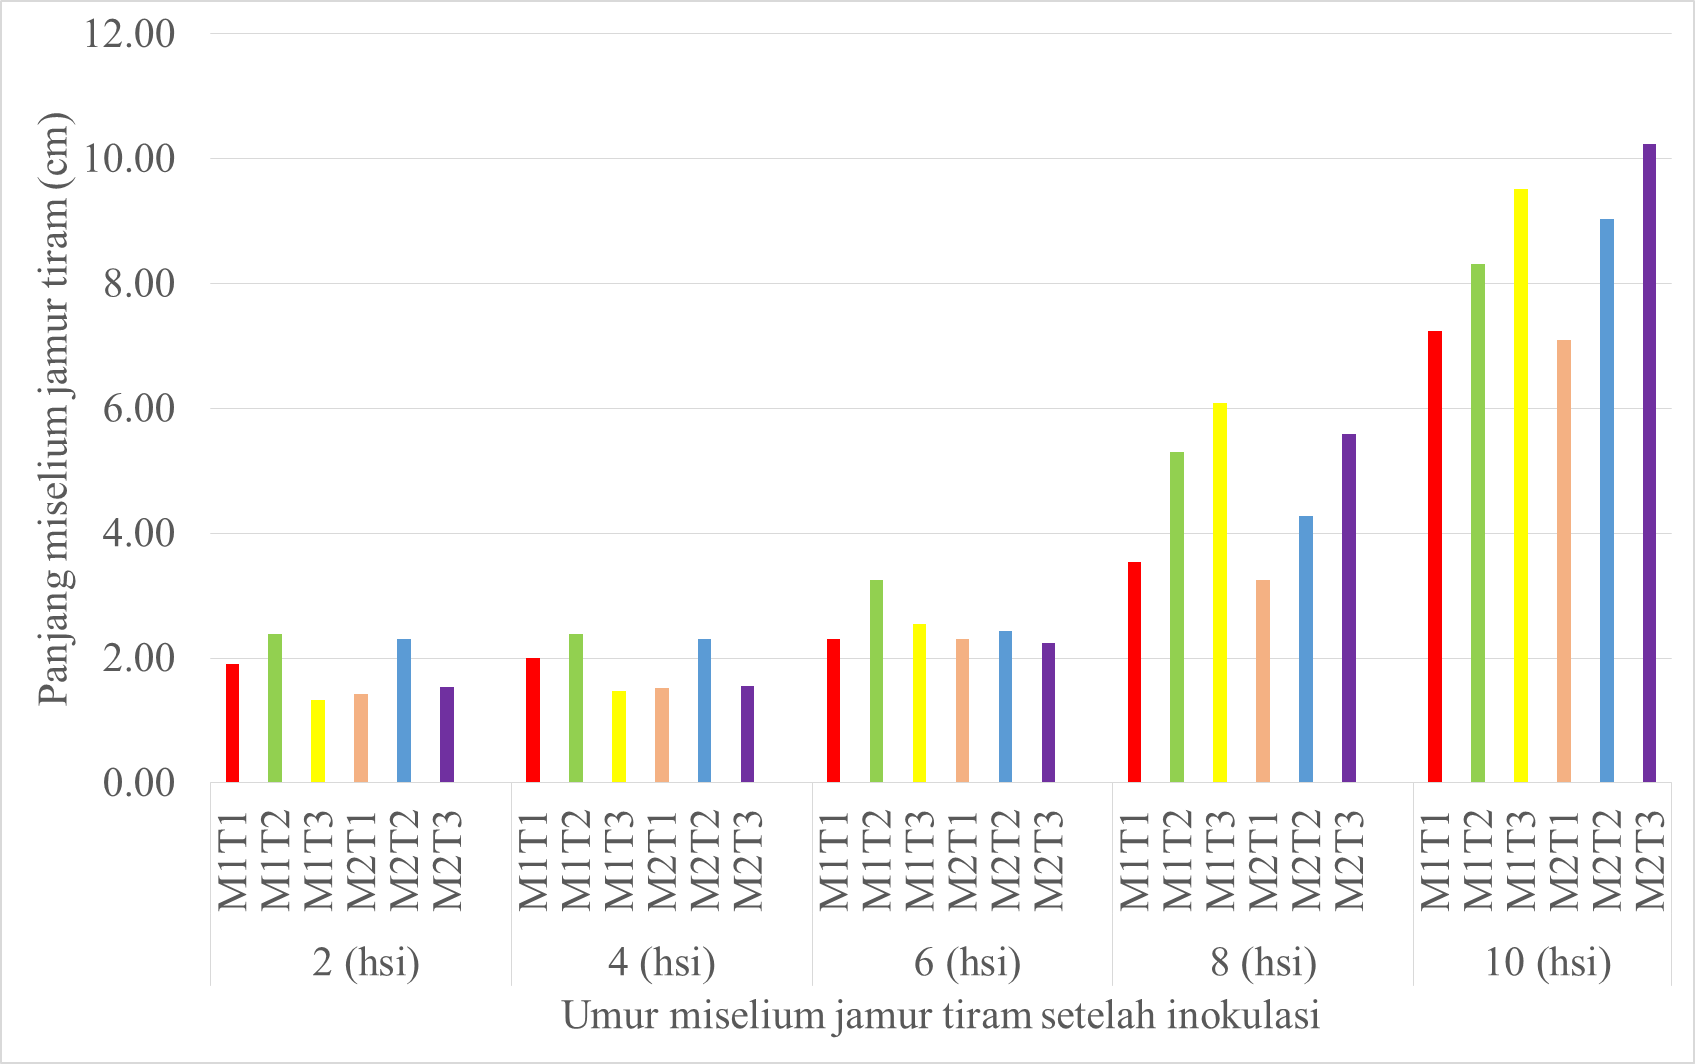 12.00
10.00
8.00
6.00
4.00
2.00
0.00
Panjang miselium jamur tiram (cm)
M1T1 M1T2 M1T3 M2T1 M2T2 M2T3 M1T1 M1T2 M1T3 M2T1 M2T2 M2T3 M1T1 M1T2 M1T3 M2T1 M2T2 M2T3 M1T1 M1T2 M1T3 M2T1 M2T2 M2T3 M1T1 M1T2 M1T3 M2T1 M2T2 M2T3
2 (hsi) 4 (hsi) 6 (hsi) 8 (hsi) 10 (hsi)
Umur miselium jamur tiram setelah inokulasi